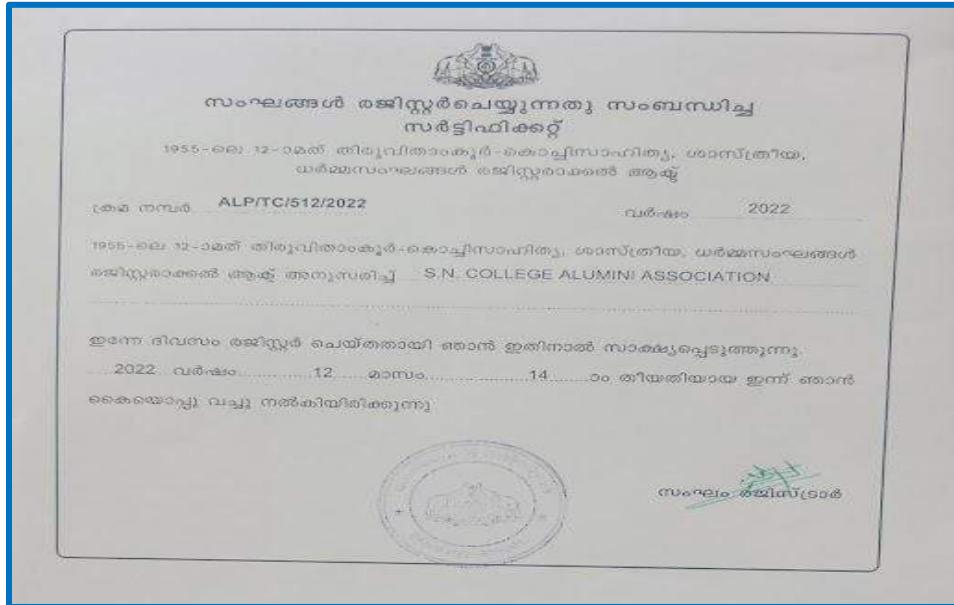 സംഘങ്ങൾ രജിസ്റ്റർചെയ്യുന്നതു സംബന്ധിച്ച
സർട്ടിഫിക്കറ്റ്
1955-ലെ 12-ാമത് തിരുവിതാംകൂർ-കൊച്ചിസാഹിത്യ, ശാസ്ത്രീയ,
ധർമ്മസംഘങ്ങൾ രജിസ്റ്റരാക്കൽ ആക്ട്
ക്രമ നമ്പർ ALP/TC/512/2022 വർഷം 2022
1955-ലെ 12-ാമത് തിരുവിതാംകൂർ-കൊച്ചിസാഹിത്യ, ശാസ്ത്രീയ, ധർമ്മസംഘങ്ങൾ
രജിസ്റ്റരാക്കൽ ആക്ട് അനുസരിച്ച് S.N. COLLEGE ALUMINI ASSOCIATION
ഇന്നേ ദിവസം രജിസ്റ്റർ ചെയ്തതായി ഞാൻ ഇതിനാൽ സാക്ഷ്യപ്പെടുത്തുന്നു.
2022 വർഷം.............12......മാസം...................14.......ാം തീയതിയായ ഇന്ന് ഞാൻ
കൈയൊപ്പു വച്ചു നൽകിയിരിക്കുന്നു
സംഘം രജിസ്ട്രാർ